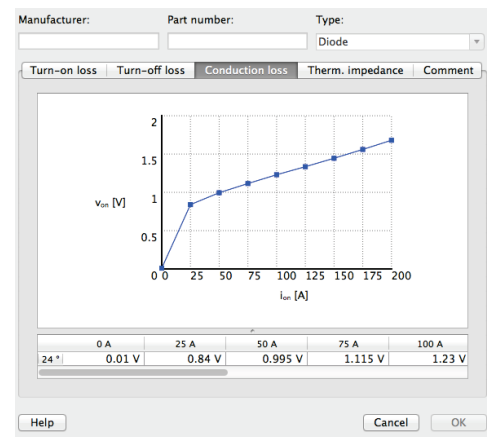 Manufacturer: Part number: Type:
Diode
Turn-on loss Turn-off loss Conduction loss Therm. impedance Comment
2
1.5
1
0.5
0
von [V]
0 25 50 75 100 125 150 175 200
ion [A]
0 A 25 A 50 A 75 A 100 A
24 ° 0.01 V 0.84 V 0.995 V 1.115 V 1.23 V
Help Cancel OK